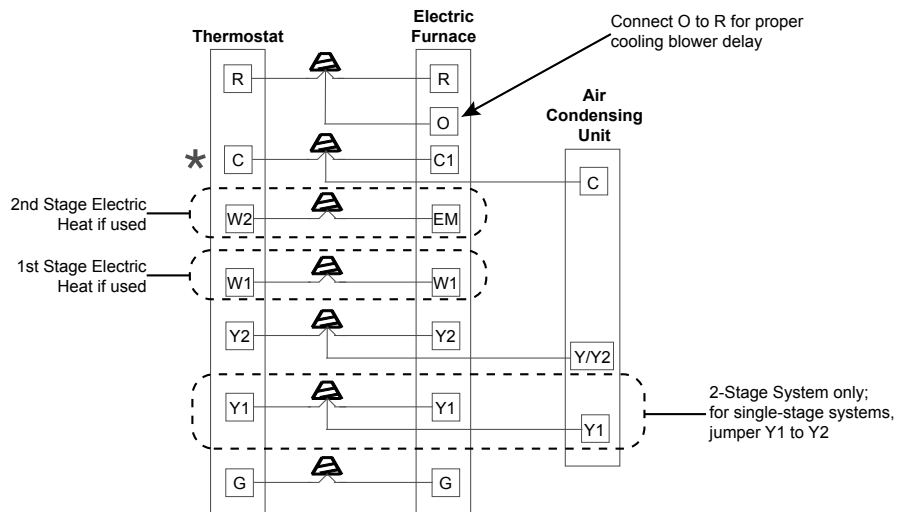 Connect O to R for proper
cooling blower delay
Electric
Furnace
Thermostat
Air
Condensing
Unit
R
R
O
*
C
C1
C
2nd Stage Electric
Heat if used
W2
EM
1st Stage Electric
Heat if used
W1
W1
Y2
Y2
Y/Y2
Y1
Y1
Y1
2-Stage System only;
for single-stage systems,
jumper Y1 to Y2
G
G